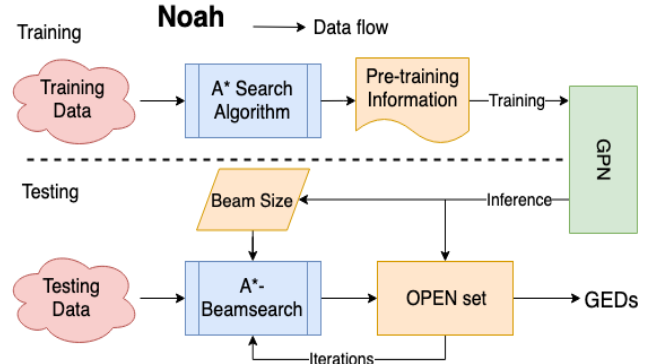 Noah
Training
Data flow
Training
Data
A* Search
Algorithm
Pre-training
Information
Training
GPN
Testing
Beam Size
Inference
Testing
Data
A*-
Beamsearch
OPEN set
GEDs
Iterations